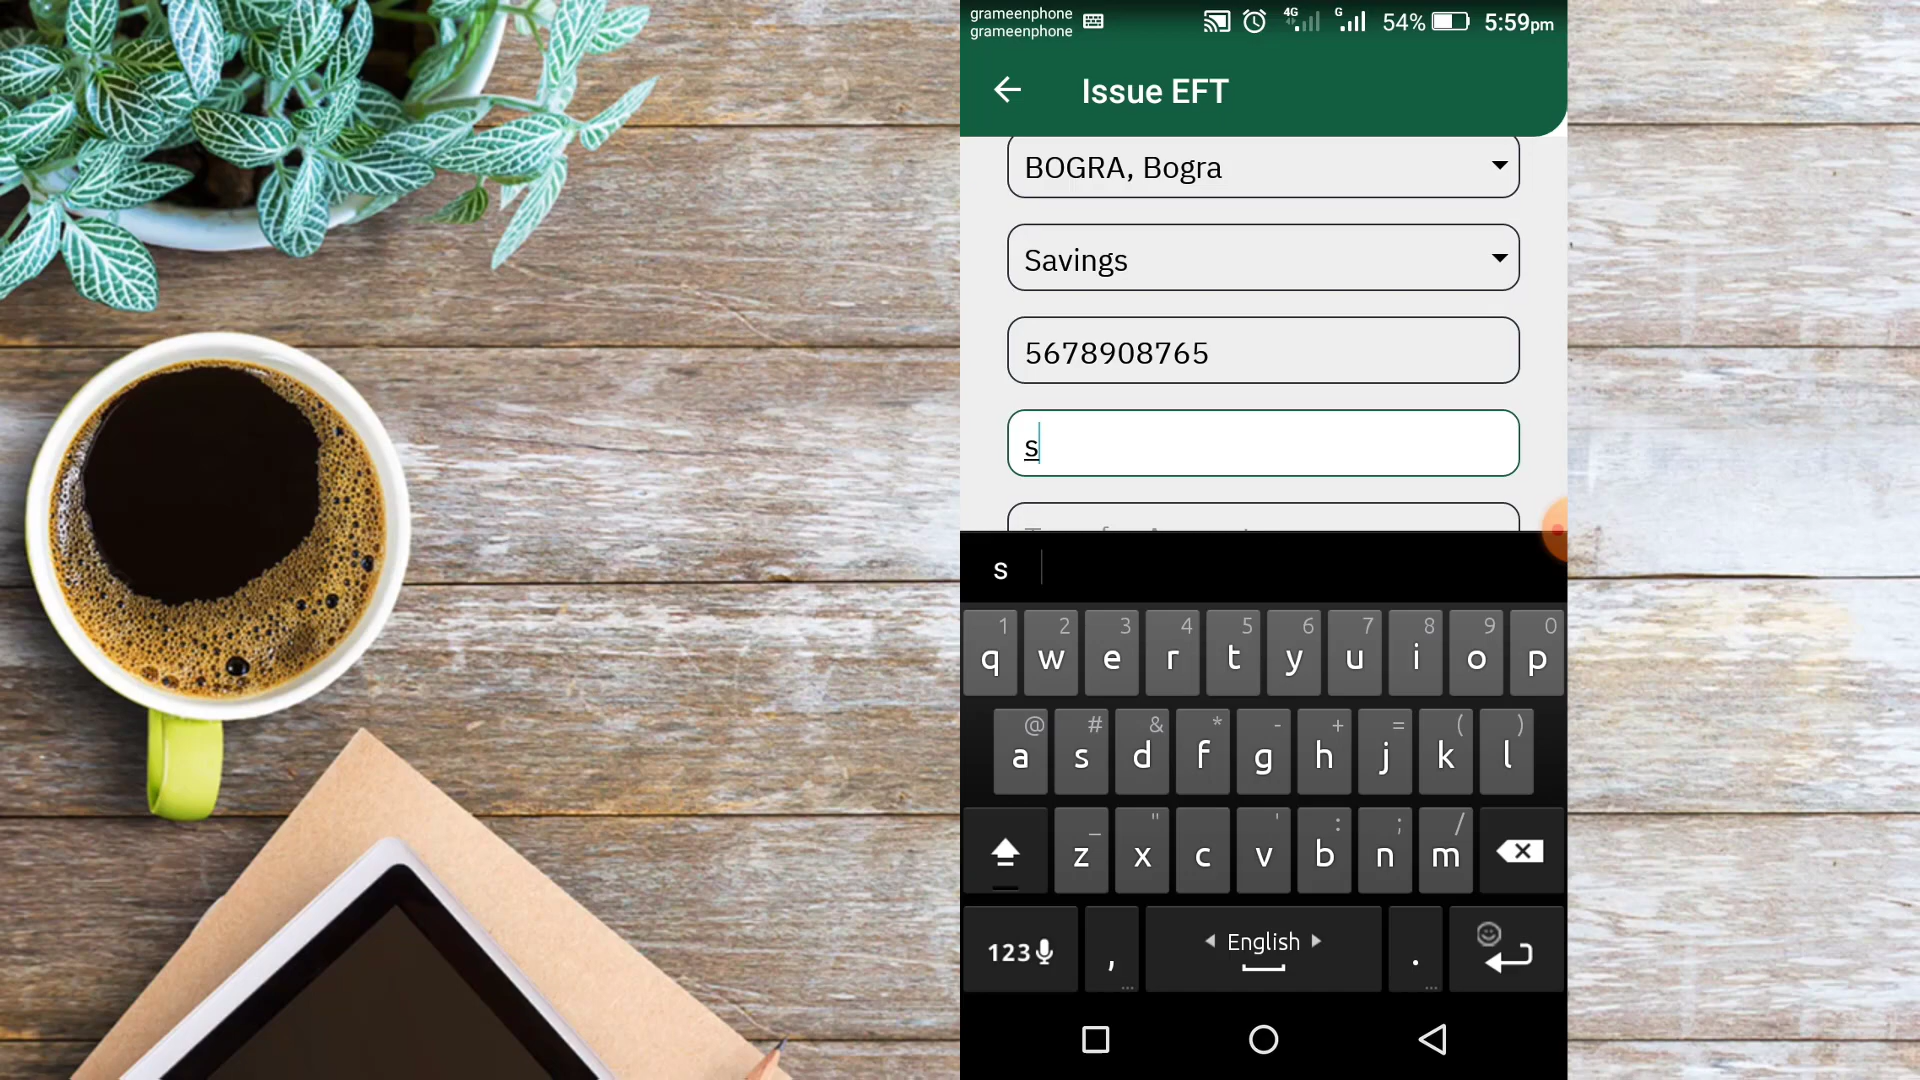 grameenphone
grameenphone
54%
5:59pm
4G
G
Issue EFT
BOGRA, Bogra
Savings
5678908765
s
s
1 2 3 4 5 6 7 8 9 0
q w e r t y u i o p
@ # & * - + = ( )
a s d f g h j k l
_ " ' : ; /
z x c v b n m
123 , English .